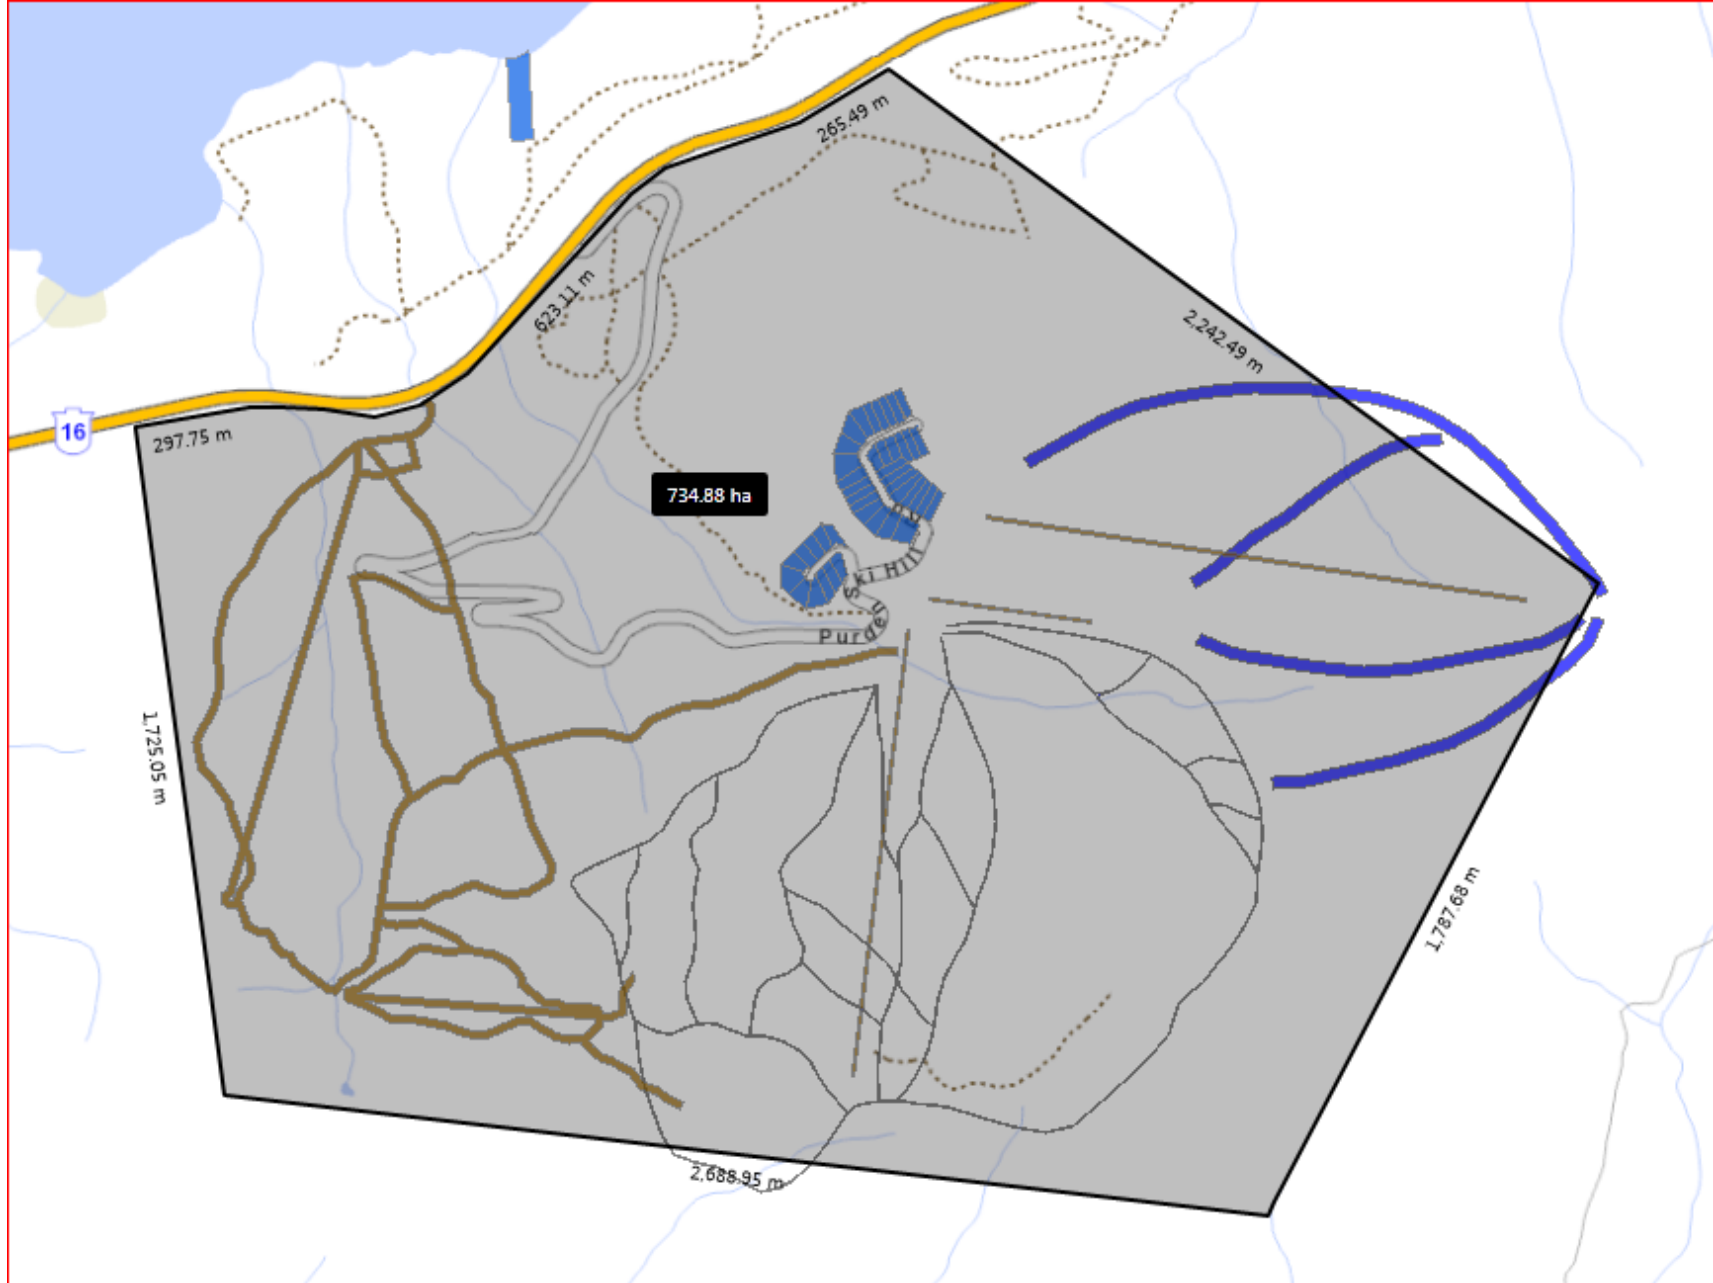 265.49 m
623.11 m
2,242.49 m
16
297.75 m
734.88 ha
Ski Hill
Purden
1,725.05 m
1,787.68 m
2,688.95 m